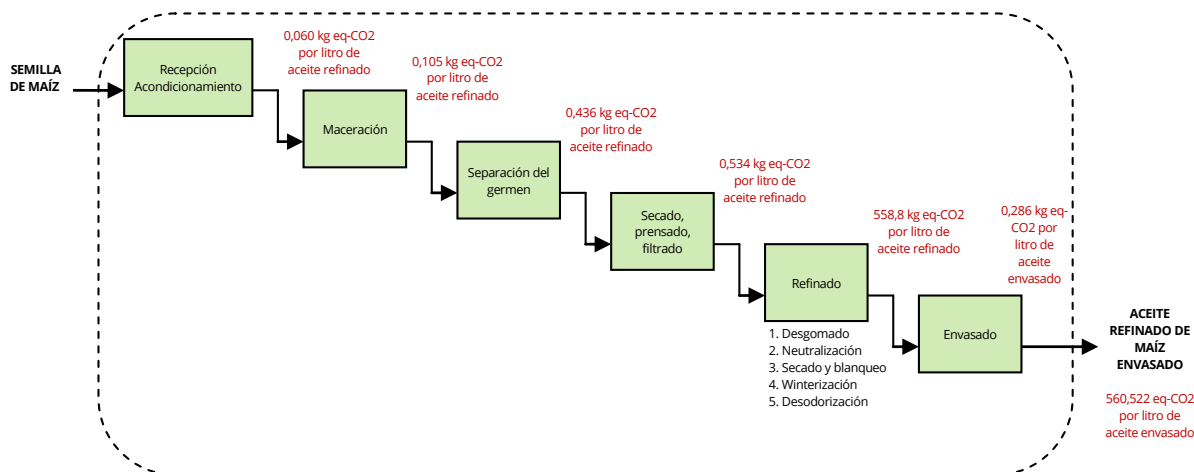 SEMILLA
DE MAÍZ
Recepción
Acondicionamiento
0,060 kg eq-CO2
por litro de
aceite refinado
Maceración
0,105 kg eq-CO2
por litro de
aceite refinado
Separación del
germen
0,436 kg eq-CO2
por litro de
aceite refinado
Secado,
prensado,
filtrado
0,534 kg eq-CO2
por litro de
aceite refinado
Refinado
1. Desgomado
2. Neutralización
3. Secado y blanqueo
4. Winterización
5. Desodorización
558,8 kg eq-CO2
por litro de
aceite refinado
Envasado
0,286 kg eq-
CO2 por
litro de
aceite
envasado
ACEITE
REFINADO DE
MAÍZ
ENVASADO
560,522 eq-CO2
por litro de
aceite envasado